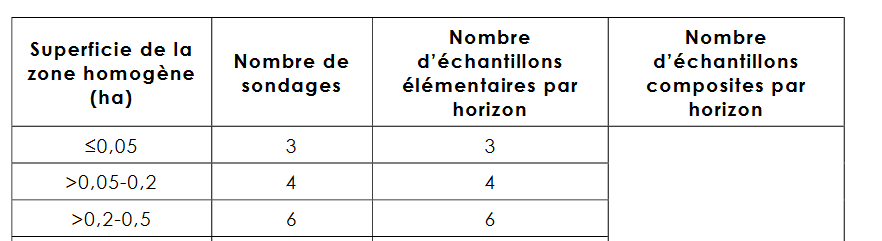 Superficie de la
zone homogène
(ha)
Nombre de
sondages
Nombre
d’échantillons
élémentaires par
horizon
Nombre
d’échantillons
composites par
horizon
≤0,05
3
3
>0,05-0,2
4
4
>0,2-0,5
6
6